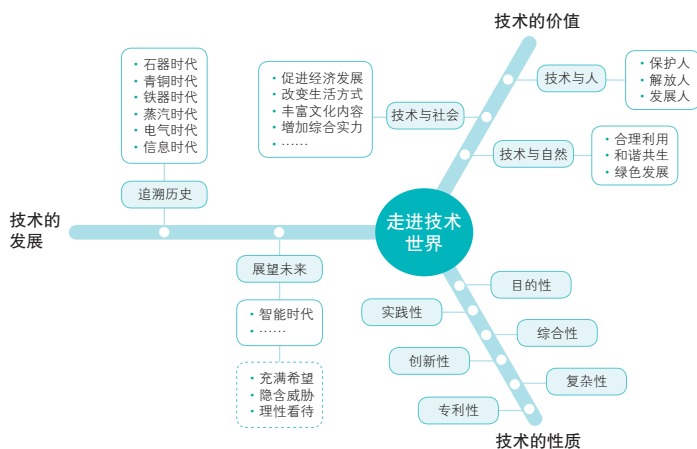 技术的价值
技术与人
保护人
解放人
发展人
技术与社会
促进经济发展
改变生活方式
丰富文化内容
增加综合实力
……
技术与自然
合理利用
和谐共生
绿色发展
石器时代
青铜时代
铁器时代
蒸汽时代
电气时代
信息时代
追溯历史
技术的
发展
走进技术
世界
展望未来
智能时代
……
充满希望
隐含威胁
理性看待
目的性
实践性
综合性
创新性
复杂性
专利性
技术的性质